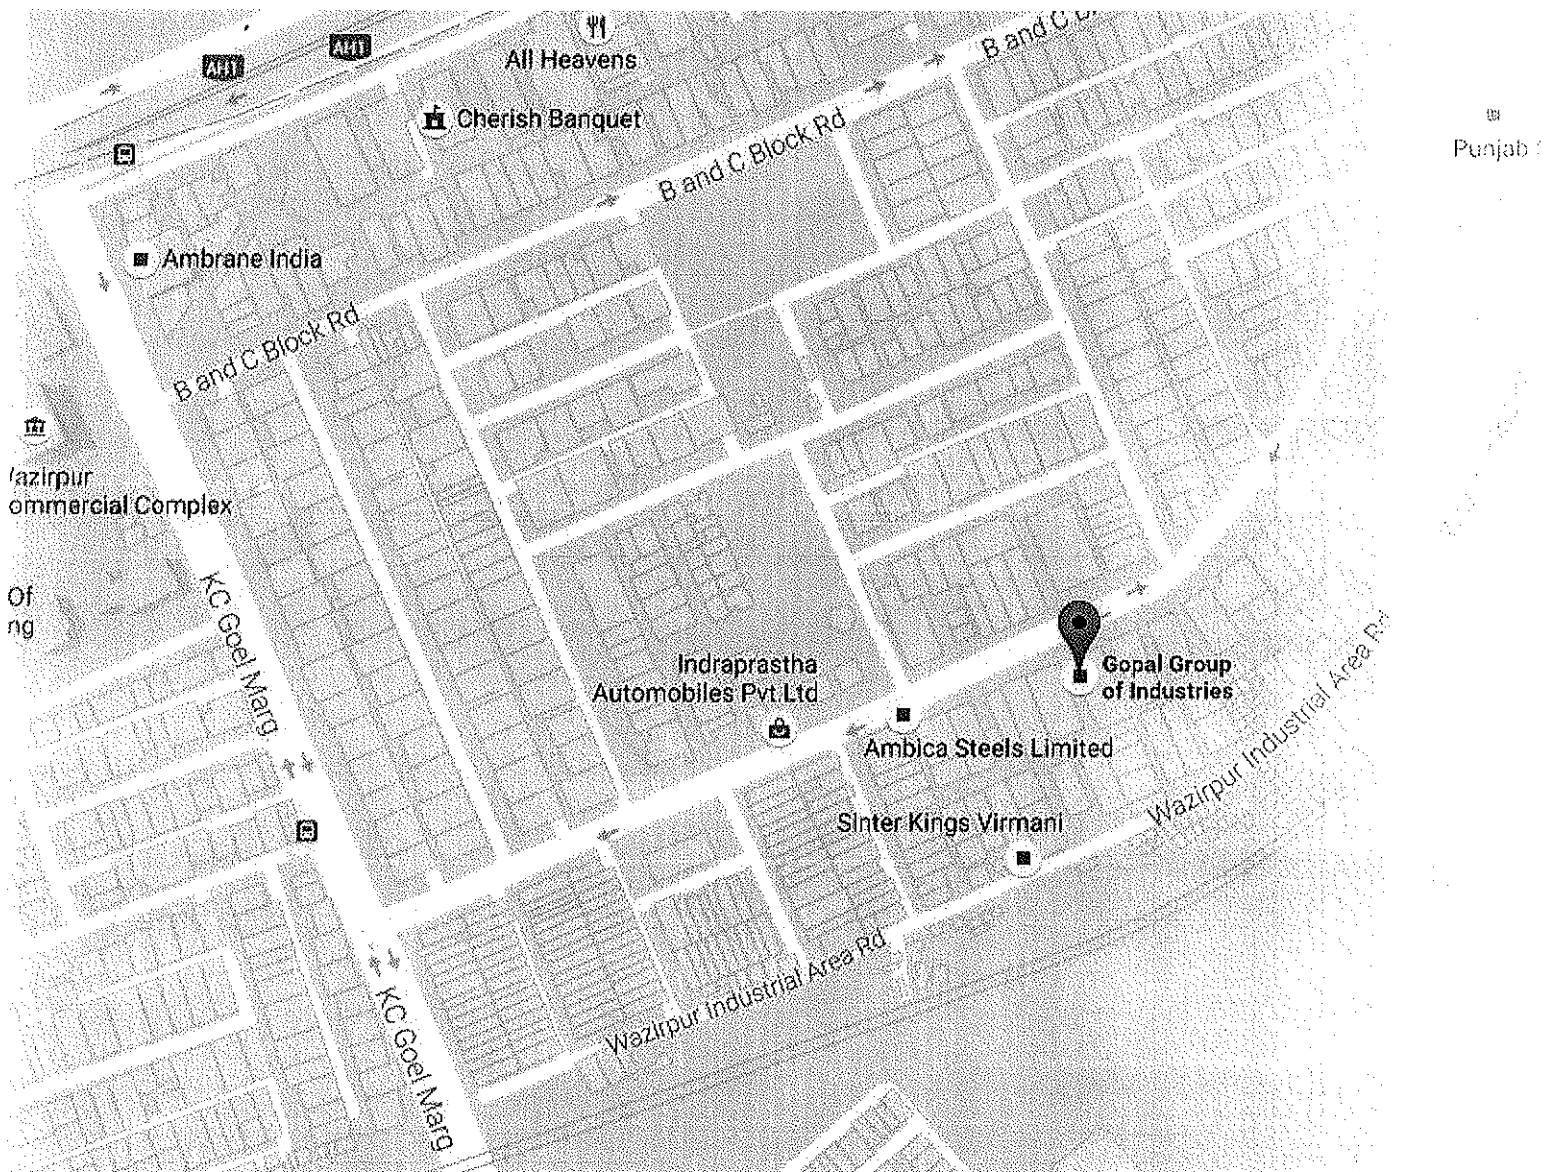 B and C
AH1
AH1
All Heavens
Cherish Banquet
B and C Block Rd
Punjab
Ambrane India
B and C Block Rd
azirpur
ommercial Complex
Of
ng
KC Goel Marg
Indraprastha
Automobiles Pvt.Ltd
Gopal Group
of Industries
Ambica Steels Limited
Wazirpur Industrial Area Rd
Sinter Kings Virmani
Wazirpur Industrial Area Rd
KC Goel Marg